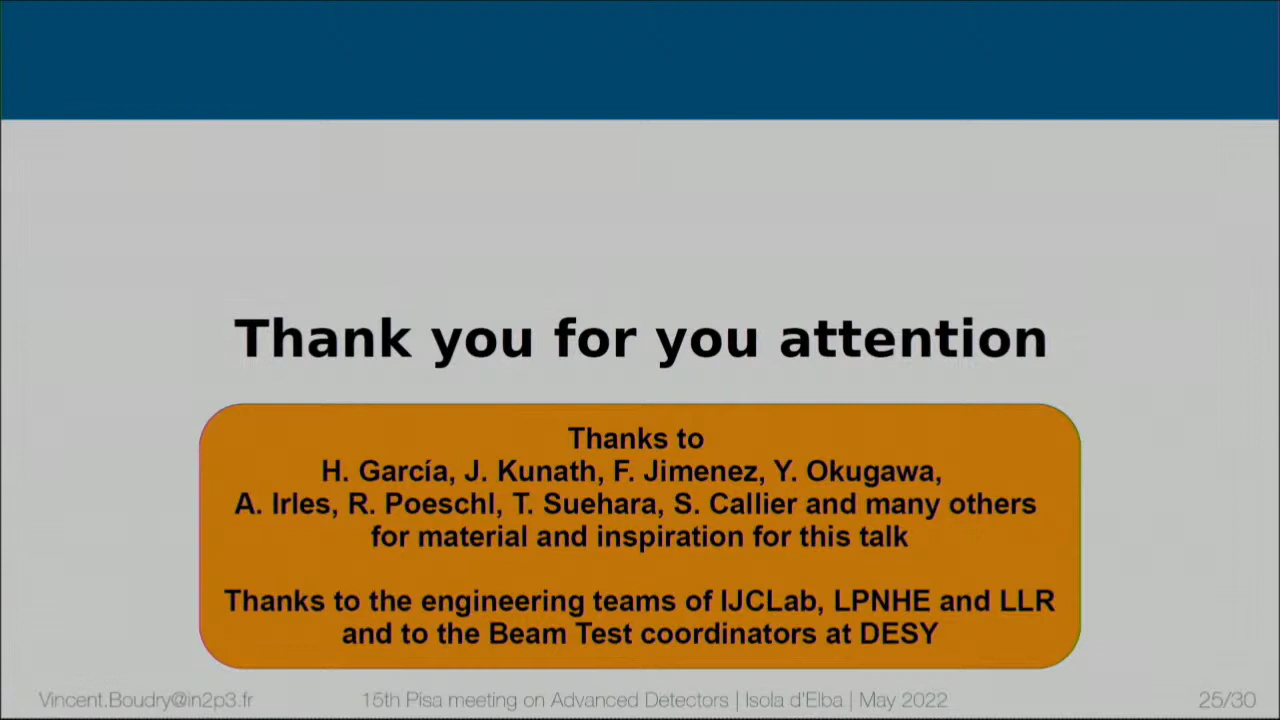 Thank you for you attention
Thanks to
H. García, J. Kunath, F. Jimenez, Y. Okugawa,
A. Irles, R. Poeschl, T. Suehara, S. Callier and many others
for material and inspiration for this talk
Thanks to the engineering teams of IJCLab, LPNHE and LLR
and to the Beam Test coordinators at DESY
Vincent.Boudry@in2p3.fr
15th Pisa meeting on Advanced Detectors | Isola d'Elba | May 2022
25/30